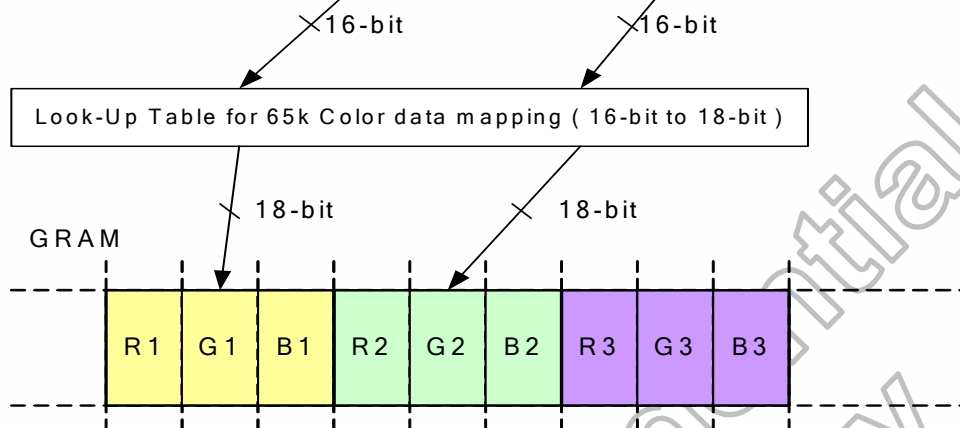 16-bit 16-bit
Look-Up Table for 65k Color data mapping ( 16-bit to 18-bit )
18-bit 18-bit
GRAM
R1 G1 B1 R2 G2 B2 R3 G3 B3